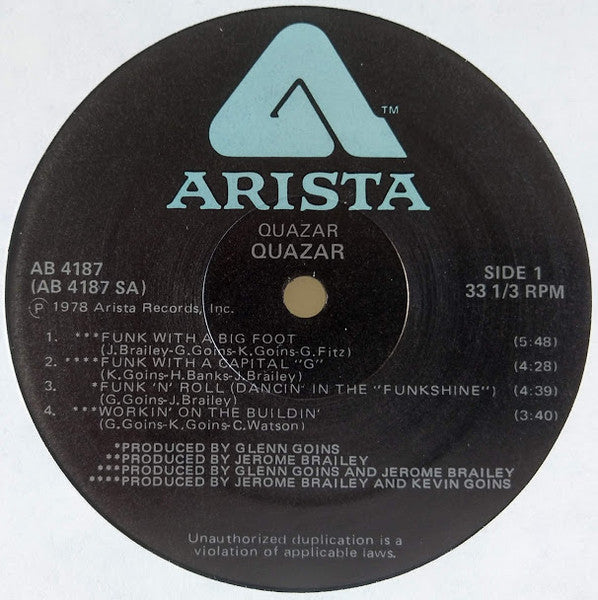 TM
ARISTA
QUAZAR
QUAZAR
AB 4187
(AB 4187 SA)
Ⓟ 1978 Arista Records, Inc.
SIDE 1
33 1/3 RPM
1. ***FUNK WITH A BIG FOOT (5:48)
(J.Brailey-G.Goins-K.Goins-G.Fitz)
2. ****FUNK WITH A CAPITAL "G" (4:28)
(K.Goins-H.Banks-J.Brailey)
3. *FUNK 'N' ROLL (DANCIN' IN THE "FUNKSHINE") (4:39)
(G.Goins-J.Brailey)
4. ***WORKIN' ON THE BUILDIN' (3:40)
(G.Goins-K.Goins-C.Watson)
*PRODUCED BY GLENN GOINS
**PRODUCED BY JEROME BRAILEY
***PRODUCED BY GLENN GOINS AND JEROME BRAILEY
****PRODUCED BY JEROME BRAILEY AND KEVIN GOINS
Unauthorized duplication is a
violation of applicable laws.